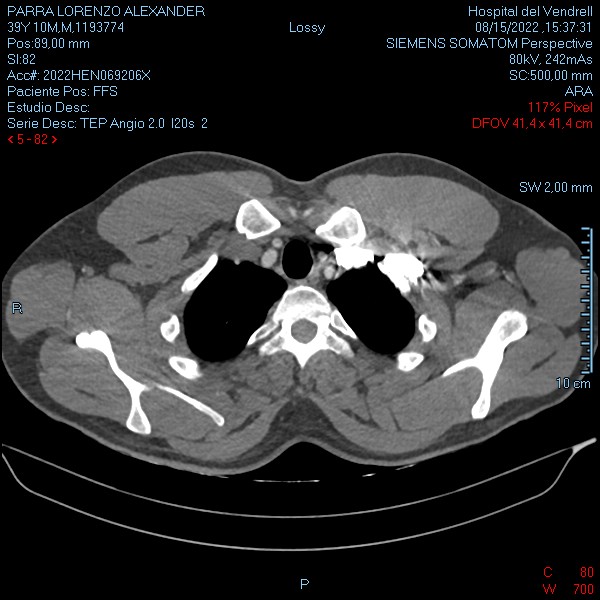 PARRA LORENZO ALEXANDER
39Y 10M,M,1193774
Pos:89,00 mm
SI:82
Acc#: 2022HEN069206X
Paciente Pos: FFS
Estudio Desc:
Serie Desc: TEP Angio 2.0 I20s 2
< 5 - 82 >
Lossy
Hospital del Vendrell
08/15/2022 ,15:37:31
SIEMENS SOMATOM Perspective
80kV, 242mAs
SC:500,00 mm
ARA
117% Pixel
DFOV 41,4 x 41,4 cm
SW 2,00 mm
R
10 cm
P
C 80
W 700